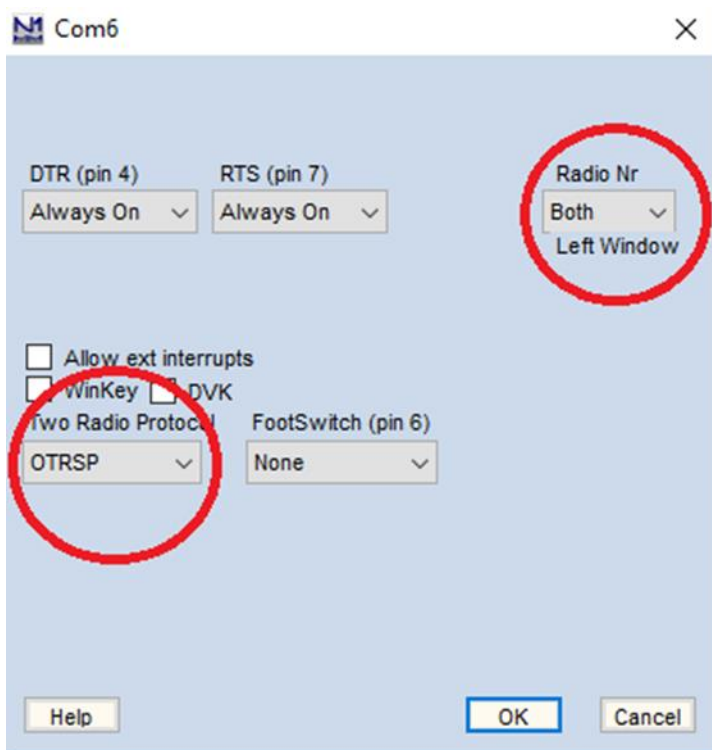 Com6
DTR (pin 4) RTS (pin 7) Radio Nr
Always On Always On Both
Left Window
Allow ext interrupts
WinKey DVK
Two Radio Protocol FootSwitch (pin 6)
OTRSP None
Help OK Cancel